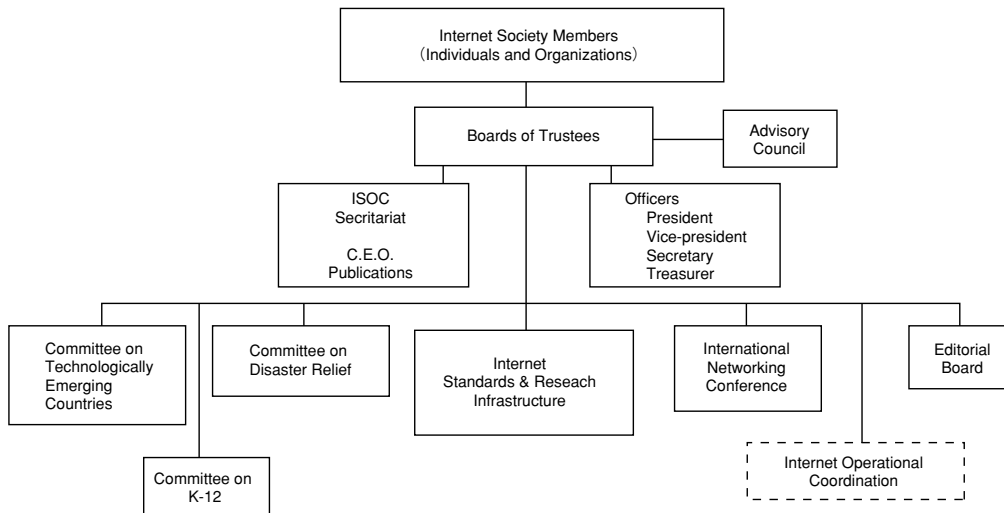 Internet Society Members
(Individuals and Organizations)
Boards of Trustees
Advisory
Council
ISOC
Secritariat
C.E.O.
Publications
Officers
President
Vice-president
Secretary
Treasurer
Committee on
Technologically
Emerging
Countries
Committee on
Disaster Relief
Internet
Standards & Reseach
Infrastructure
International
Networking
Conference
Editorial
Board
Committee on
K-12
Internet Operational
Coordination